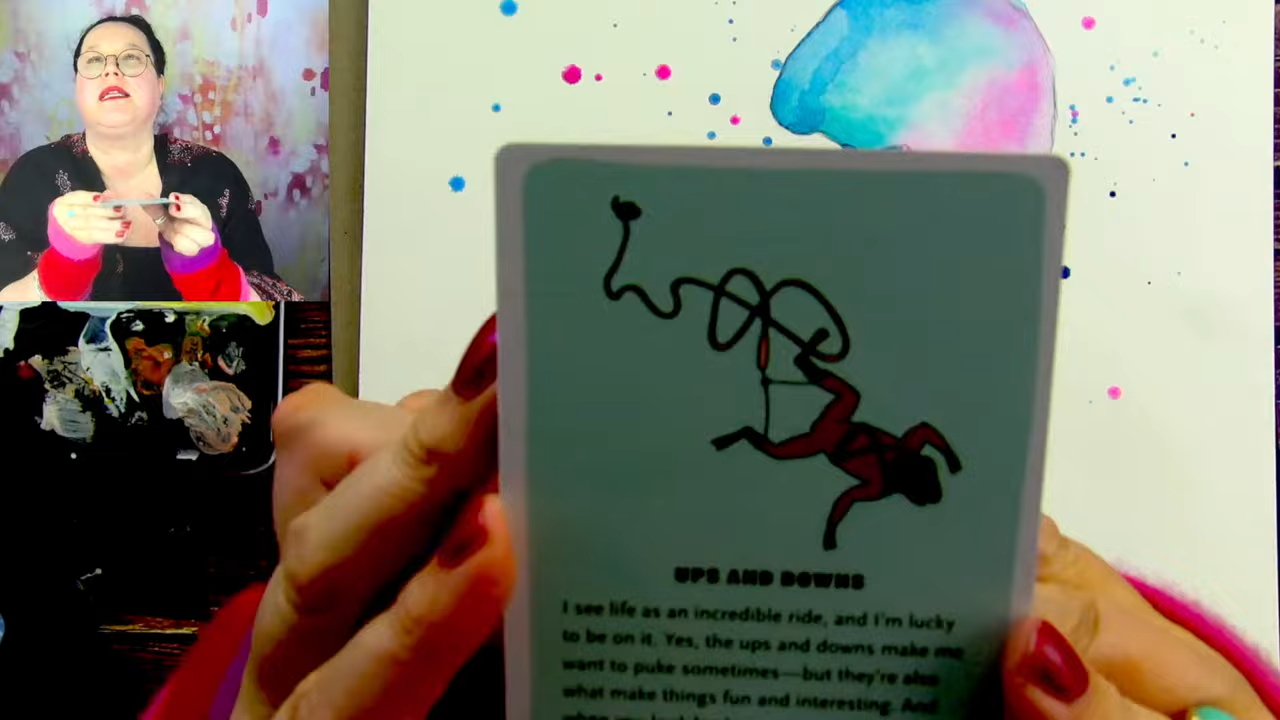 UPS AND DOWNS
I see life as an incredible ride, and I'm lucky
to be on it. Yes, the ups and downs make me
want to puke sometimes—but they're also
what make things fun and interesting. And